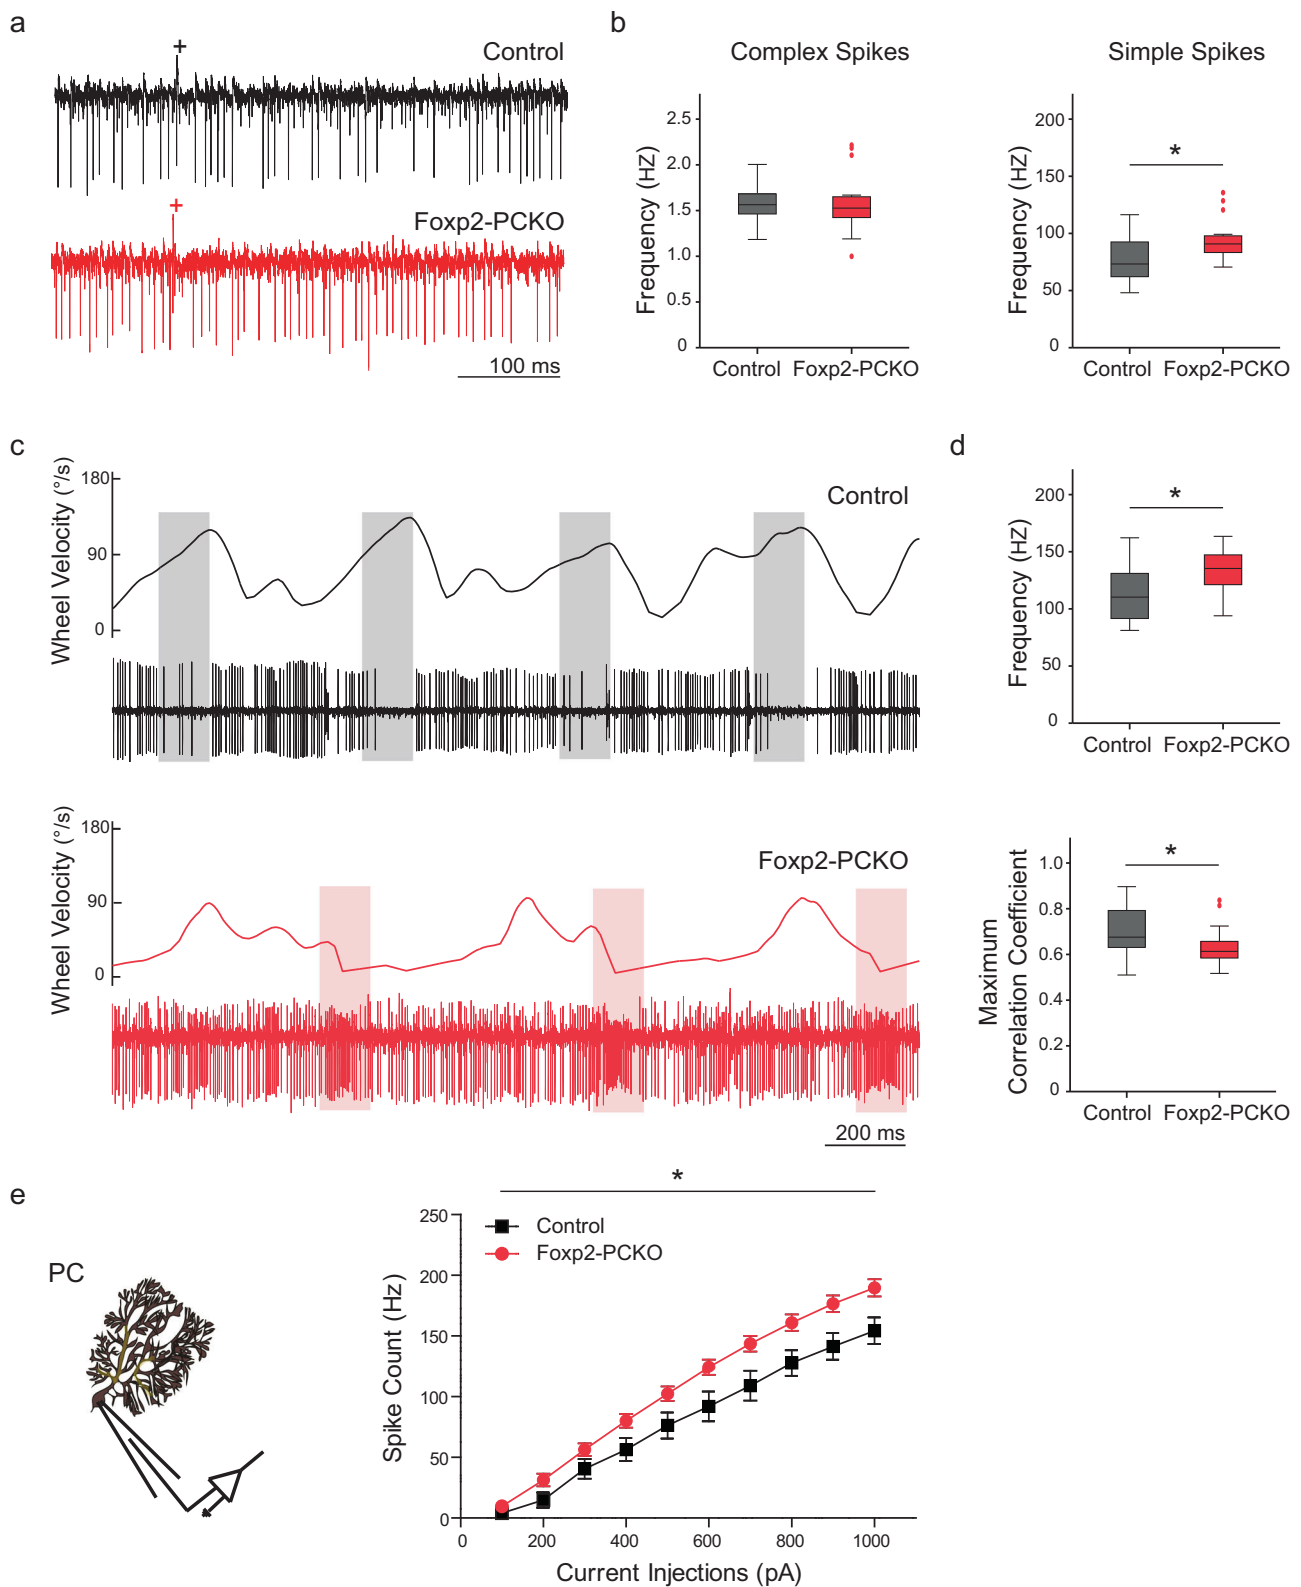 a
+
Control
+
Foxp2-PCKO
100 ms
b
Complex Spikes
Frequency (HZ)
2.5
2.0
1.5
1.0
0.5
0
Control Foxp2-PCKO
Simple Spikes
Frequency (HZ)
200
150
100
50
0
*
Control Foxp2-PCKO
c
Wheel Velocity (°/s)
180
90
0
Control
Wheel Velocity (°/s)
180
90
0
Foxp2-PCKO
200 ms
d
Frequency (HZ)
200
150
100
50
0
*
Control Foxp2-PCKO
Maximum
Correlation Coefficient
1.0
0.8
0.6
0.4
0.2
0
*
Control Foxp2-PCKO
e
PC
*
Control
Foxp2-PCKO
Spike Count (Hz)
250
200
150
100
50
0
0 200 400 600 800 1000
Current Injections (pA)